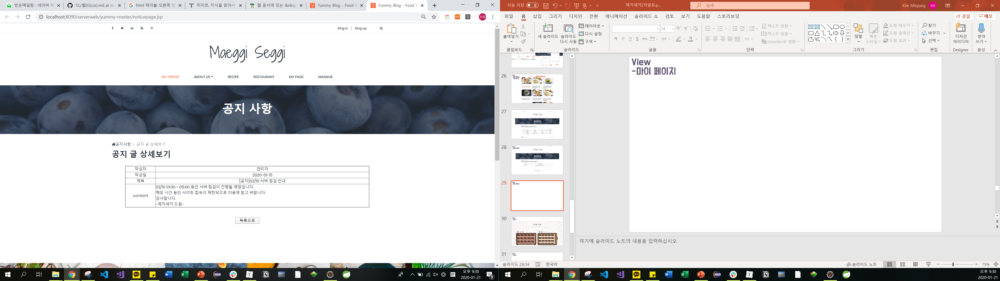 받은메일함 : 네이버 메
TIL/웹03(css).md at ma
html 테이블 오른쪽 정
미미르, 지식을 찾아서
웹 문서에 있는 &nbsp
Yummy Blog - Food B
Yummy Blog - Food B
localhost:8090/serverweb/yummy-master/noticepage.jsp
EX
민정
Sing in | Sing up
Maeggi Seggi
MY FRIDGE ABOUT US RECIPE RESTAURANT MY PAGE MANAGE
공지 사항
공지사항 > 공지 글 상세보기
공지 글 상세보기
작성자 관리자
작성일 2020-01-15
제목 [공지]02/10 서버 점검 안내
content
02/10 01:00 ~ 05:00 동안 서버 점검이 진행될 예정입니다.
해당 시간 동안 사이트 접속이 제한되므로 이용에 참고 바랍니다.
감사합니다.
-매끼세끼 드림-
목록으로
오후 9:30
2020-01-21
자동 저장 끔
매끼세끼2차발표.p...
검색
Kim Minjung KM
파일 홈 삽입 그리기 디자인 전환 애니메이션 슬라이드 쇼 검토 보기 도움말 스토리보딩
공유 메모
붙여넣기
클립보드
새 슬라이드
슬라이드 다시 사용
레이아웃
다시 설정
구역
슬라이드
24
글꼴
텍스트 방향
텍스트 맞춤
SmartArt로 변환
단락
정렬
빠른 스타일
도형 채우기
도형 윤곽선
도형 효과
그리기
찾기
바꾸기
선택
편집
디자인 아이디어
Designer
받아쓰기
음성
26
27
28
29
30
31
View
-마이 페이지
여기에 슬라이드 노트의 내용을 입력하십시오
슬라이드 29/34 한국어
슬라이드 노트
75%
오후 9:30
2020-01-21